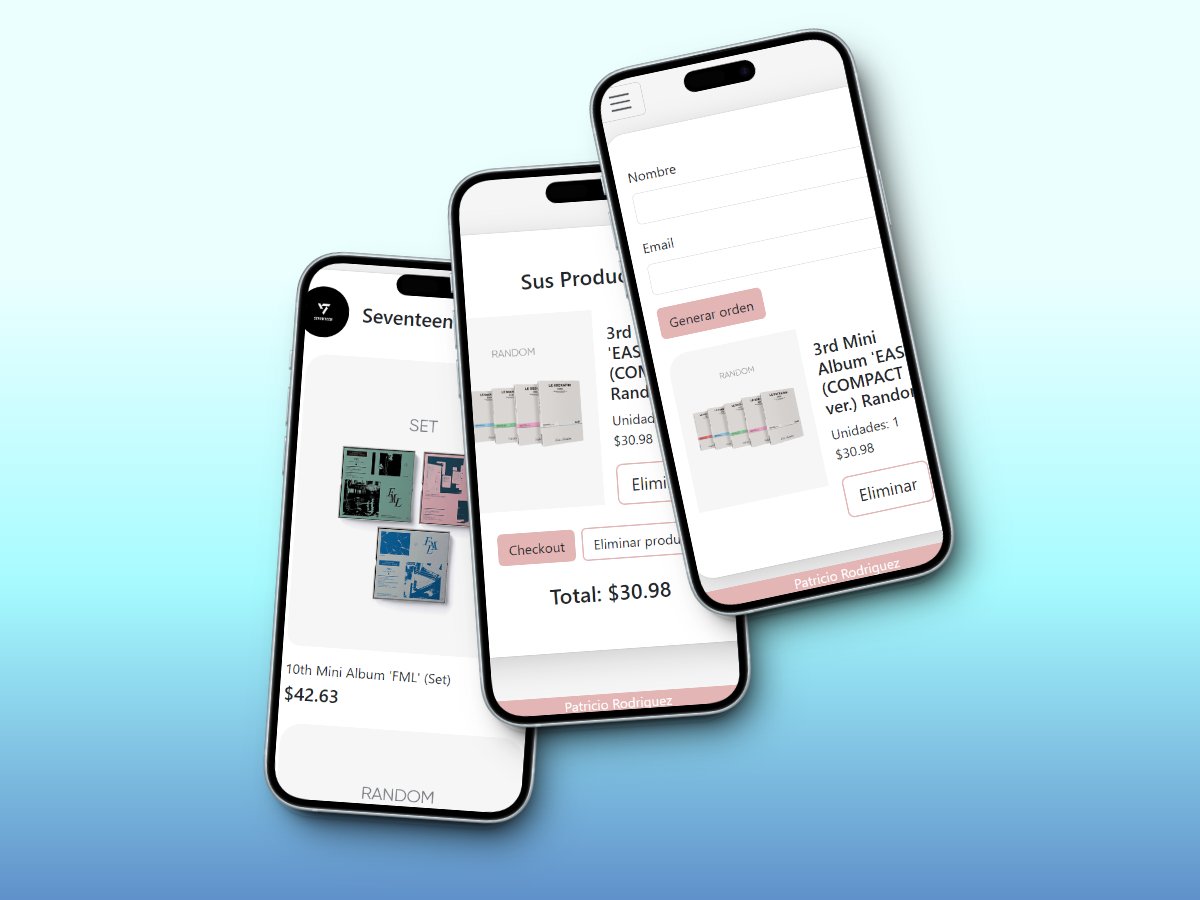 SEVENTEEN
Seventeen
SET
FML
FML
10th Mini Album 'FML' (Set)
$42.63
RANDOM
Sus Produc
RANDOM
3rd
'EAS
(COM
Rand
Unidad
$30.98
Elimi
Checkout
Eliminar produ
Total: $30.98
Patricio Rodriguez
Nombre
Email
Generar orden
RANDOM
3rd Mini
Album 'EAS
(COMPACT
ver.) Rando
Unidades: 1
$30.98
Eliminar
Patricio Rodriguez